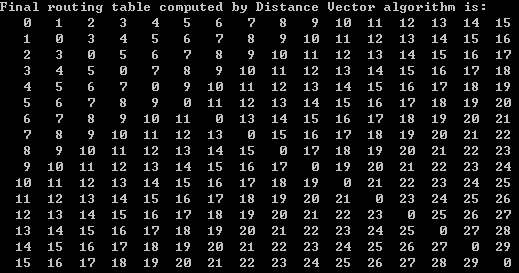 Final routing table computed by Distance Vector algorithm is:
0 1 2 3 4 5 6 7 8 9 10 11 12 13 14 15
1 0 3 4 5 6 7 8 9 10 11 12 13 14 15 16
2 3 0 5 6 7 8 9 10 11 12 13 14 15 16 17
3 4 5 0 7 8 9 10 11 12 13 14 15 16 17 18
4 5 6 7 0 9 10 11 12 13 14 15 16 17 18 19
5 6 7 8 9 0 11 12 13 14 15 16 17 18 19 20
6 7 8 9 10 11 0 13 14 15 16 17 18 19 20 21
7 8 9 10 11 12 13 0 15 16 17 18 19 20 21 22
8 9 10 11 12 13 14 15 0 17 18 19 20 21 22 23
9 10 11 12 13 14 15 16 17 0 19 20 21 22 23 24
10 11 12 13 14 15 16 17 18 19 0 21 22 23 24 25
11 12 13 14 15 16 17 18 19 20 21 0 23 24 25 26
12 13 14 15 16 17 18 19 20 21 22 23 0 25 26 27
13 14 15 16 17 18 19 20 21 22 23 24 25 0 27 28
14 15 16 17 18 19 20 21 22 23 24 25 26 27 0 29
15 16 17 18 19 20 21 22 23 24 25 26 27 28 29 0